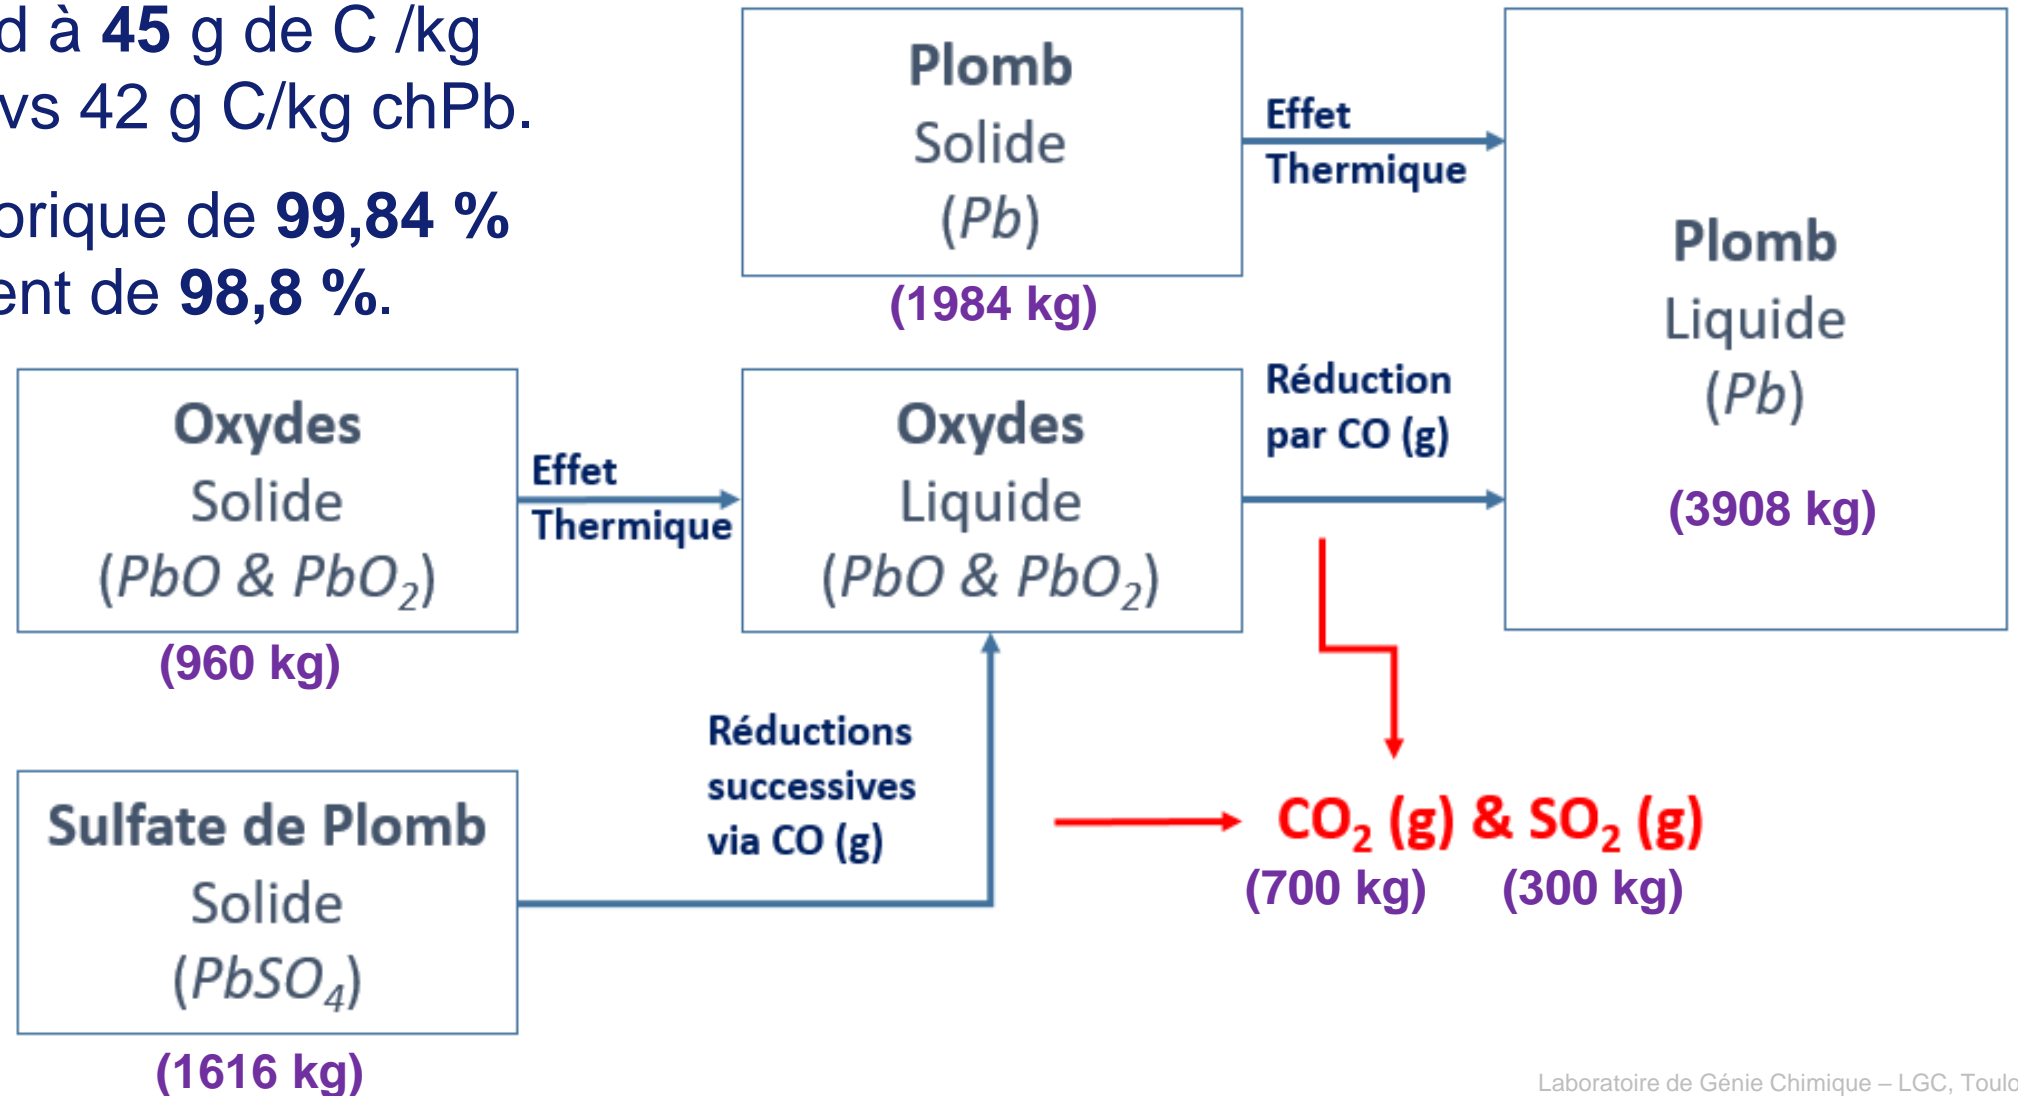 d à 45 g de C /kg
vs 42 g C/kg chPb.
orique de 99,84 %
ent de 98,8 %.
Plomb
Solide
(Pb)
(1984 kg)
Effet
Thermique
Plomb
Liquide
(Pb)
(3908 kg)
Oxydes
Solide
(PbO & PbO₂)
(960 kg)
Effet
Thermique
Oxydes
Liquide
(PbO & PbO₂)
Réduction
par CO (g)
Sulfate de Plomb
Solide
(PbSO₄)
(1616 kg)
Réductions
successives
via CO (g)
CO₂ (g) & SO₂ (g)
(700 kg) (300 kg)
Laboratoire de Génie Chimique – LGC, Toulo